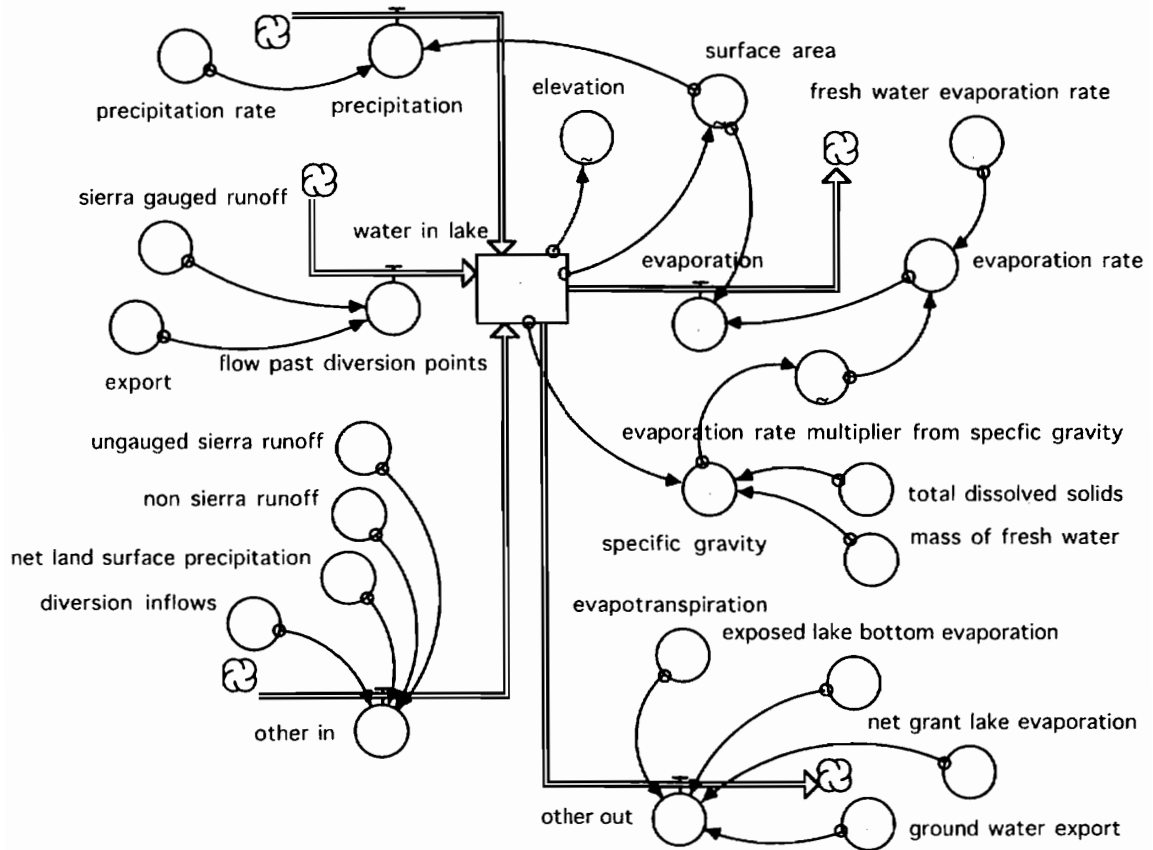 surface area
elevation
fresh water evaporation rate
precipitation rate
precipitation
sierra gauged runoff
water in lake
evaporation
evaporation rate
flow past diversion points
export
ungauged sierra runoff
evaporation rate multiplier from specfic gravity
non sierra runoff
total dissolved solids
mass of fresh water
specific gravity
net land surface precipitation
diversion inflows
evapotranspiration
exposed lake bottom evaporation
net grant lake evaporation
other in
other out
ground water export